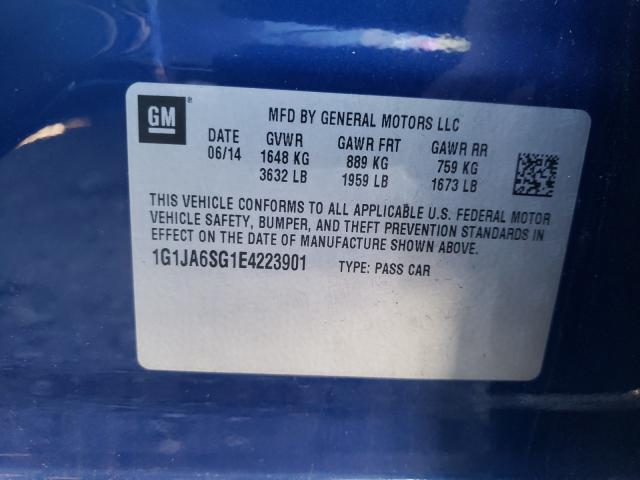 GM ®
MFD BY GENERAL MOTORS LLC
DATE GVWR GAWR FRT GAWR RR
06/14 1648 KG 889 KG 759 KG
3632 LB 1959 LB 1673 LB
THIS VEHICLE CONFORMS TO ALL APPLICABLE U.S. FEDERAL MOTOR
VEHICLE SAFETY, BUMPER, AND THEFT PREVENTION STANDARDS IN
EFFECT ON THE DATE OF MANUFACTURE SHOWN ABOVE.
1G1JA6SG1E4223901 TYPE: PASS CAR